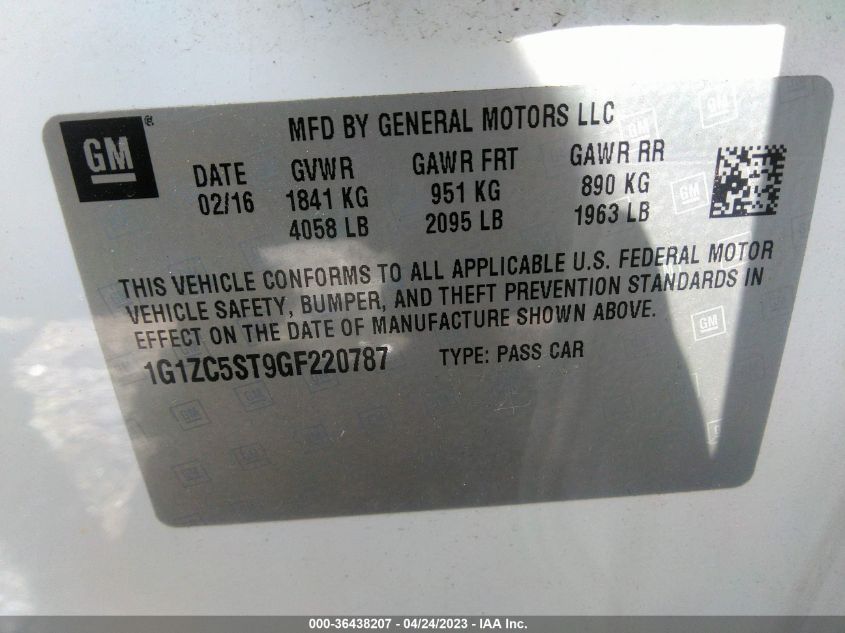 GM®
MFD BY GENERAL MOTORS LLC
DATE GVWR GAWR FRT GAWR RR
02/16 1841 KG 951 KG 890 KG
4058 LB 2095 LB 1963 LB
THIS VEHICLE CONFORMS TO ALL APPLICABLE U.S. FEDERAL MOTOR
VEHICLE SAFETY, BUMPER, AND THEFT PREVENTION STANDARDS IN
EFFECT ON THE DATE OF MANUFACTURE SHOWN ABOVE.
1G1ZC5ST9GF220787 TYPE: PASS CAR
000-36438207 - 04/24/2023 - IAA Inc.